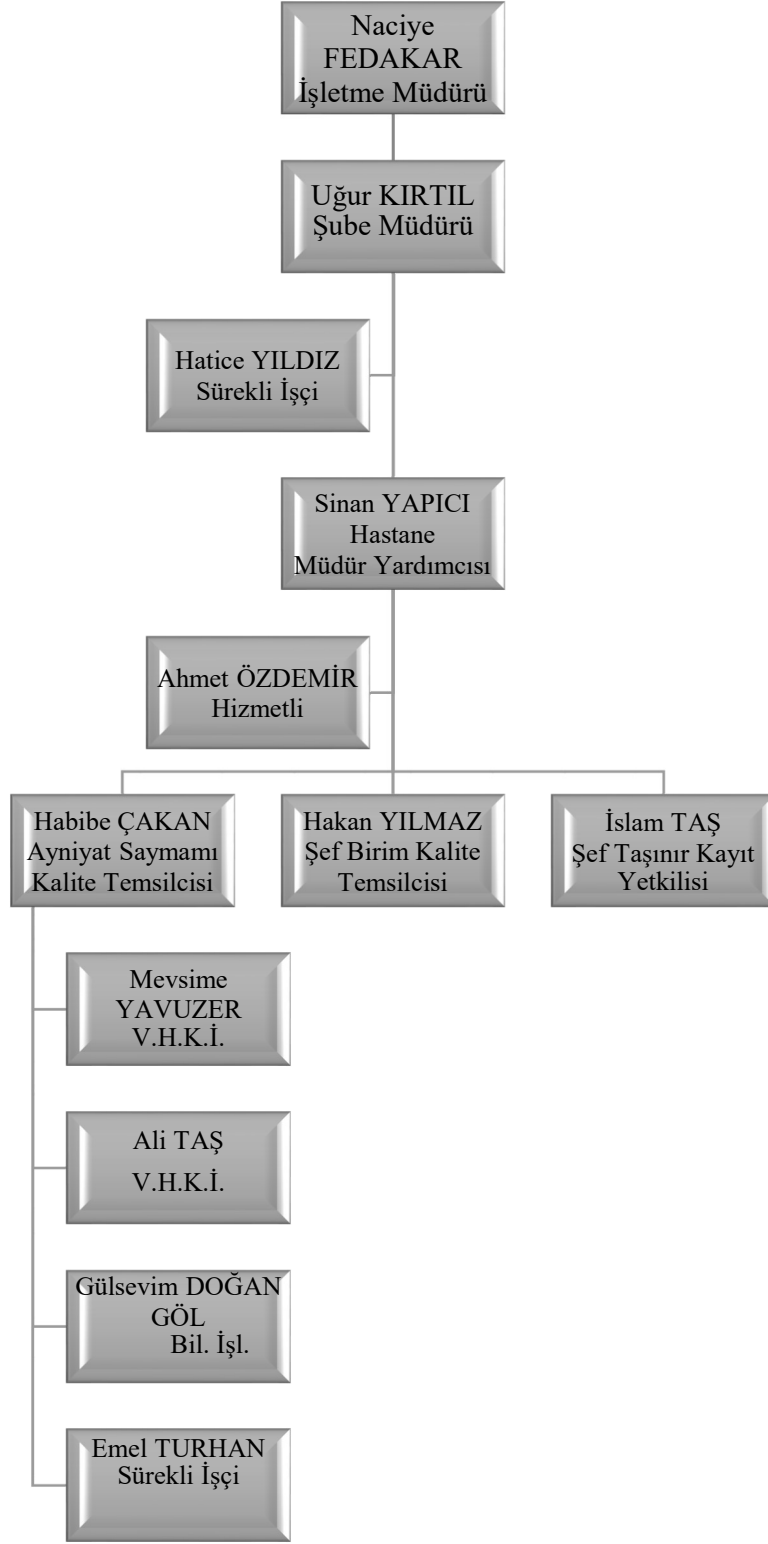 Naciye
FEDAKAR
İşletme Müdürü
Uğur KIRTIL
Şube Müdürü
Hatice YILDIZ
Sürekli İşçi
Sinan YAPICI
Hastane
Müdür Yardımcısı
Ahmet ÖZDEMİR
Hizmetli
Habibe ÇAKAN
Ayniyat Saymamı
Kalite Temsilcisi
Hakan YILMAZ
Şef Birim Kalite
Temsilcisi
İslam TAŞ
Şef Taşınır Kayıt
Yetkilisi
Mevsime
YAVUZER
V.H.K.İ.
Ali TAŞ
V.H.K.İ.
Gülsevim DOĞAN
GÖL
Bil. İşl.
Emel TURHAN
Sürekli İşçi